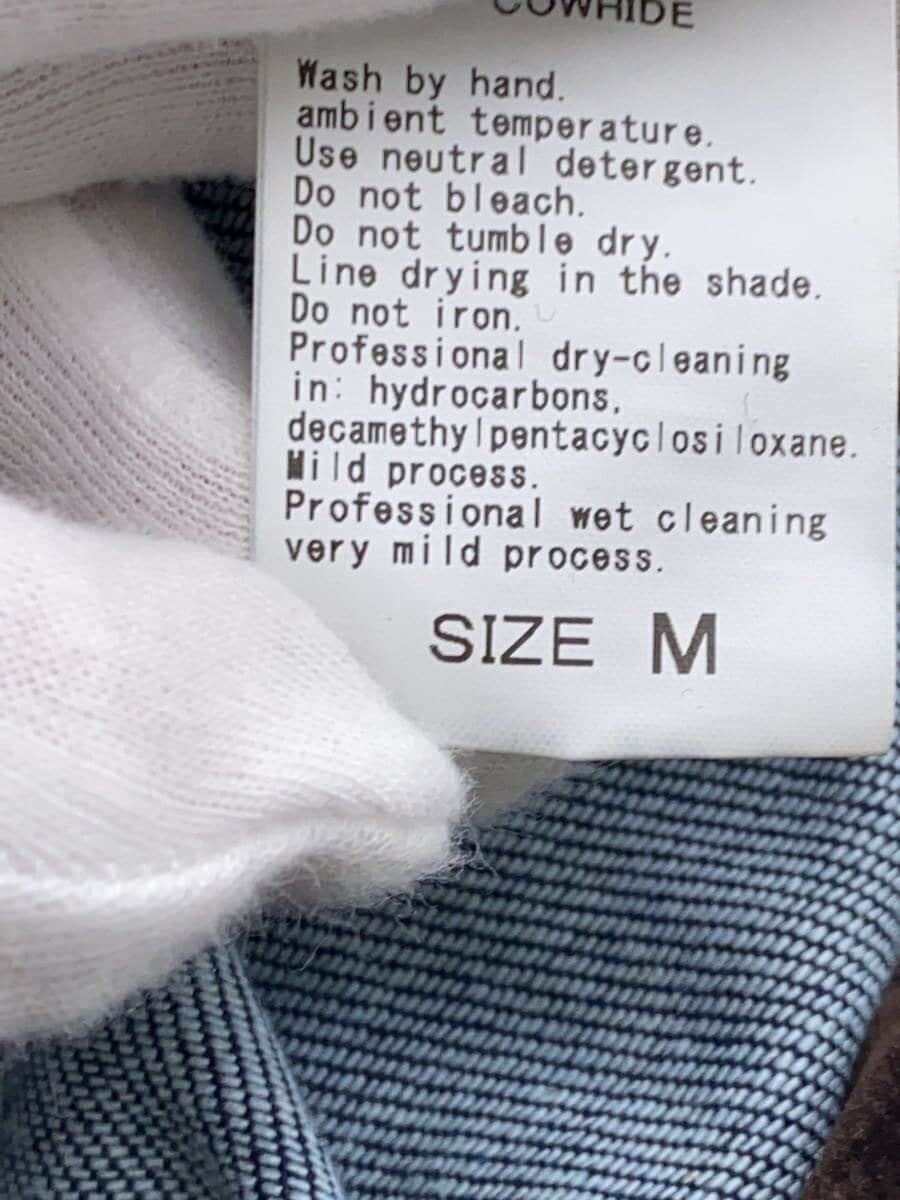 COWHIDE
Wash by hand.
ambient temperature.
Use neutral detergent.
Do not bleach.
Do not tumble dry.
Line drying in the shade.
Do not iron.
Professional dry-cleaning
in: hydrocarbons,
decamethylpentacyclosiloxane.
Mild process.
Professional wet cleaning
very mild process.
SIZE M